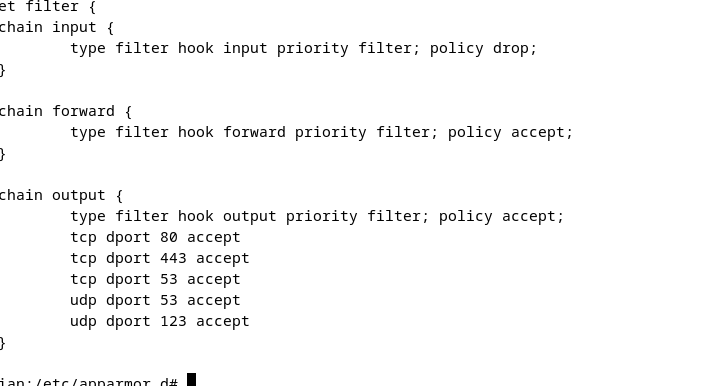 et filter {
chain input {
type filter hook input priority filter; policy drop;
}
chain forward {
type filter hook forward priority filter; policy accept;
}
chain output {
type filter hook output priority filter; policy accept;
tcp dport 80 accept
tcp dport 443 accept
tcp dport 53 accept
udp dport 53 accept
udp dport 123 accept
}
ian:/etc/apparmor.d#